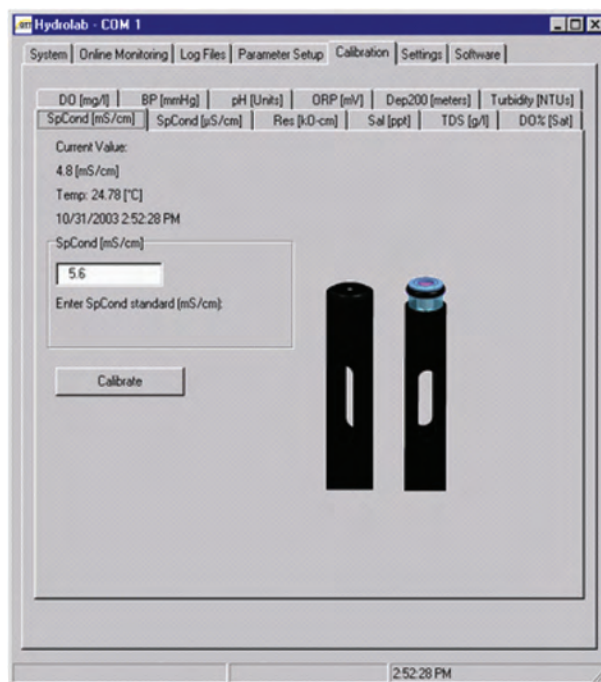 OTT Hydrolab - COM 1
System Online Monitoring Log Files Parameter Setup Calibration Settings Software
DO [mg/l] BP [mmHg] pH [Units] ORP [mV] Dep200 [meters] Turbidity [NTUs]
SpCond [mS/cm] SpCond [µS/cm] Res [kΩ-cm] Sal [ppt] TDS [g/l] DO% [Sat]
Current Value:
4.8 [mS/cm]
Temp: 24.78 [°C]
10/31/2003 2:52:28 PM
SpCond [mS/cm]
5.6
Enter SpCond standard (mS/cm):
Calibrate
2:52:28 PM